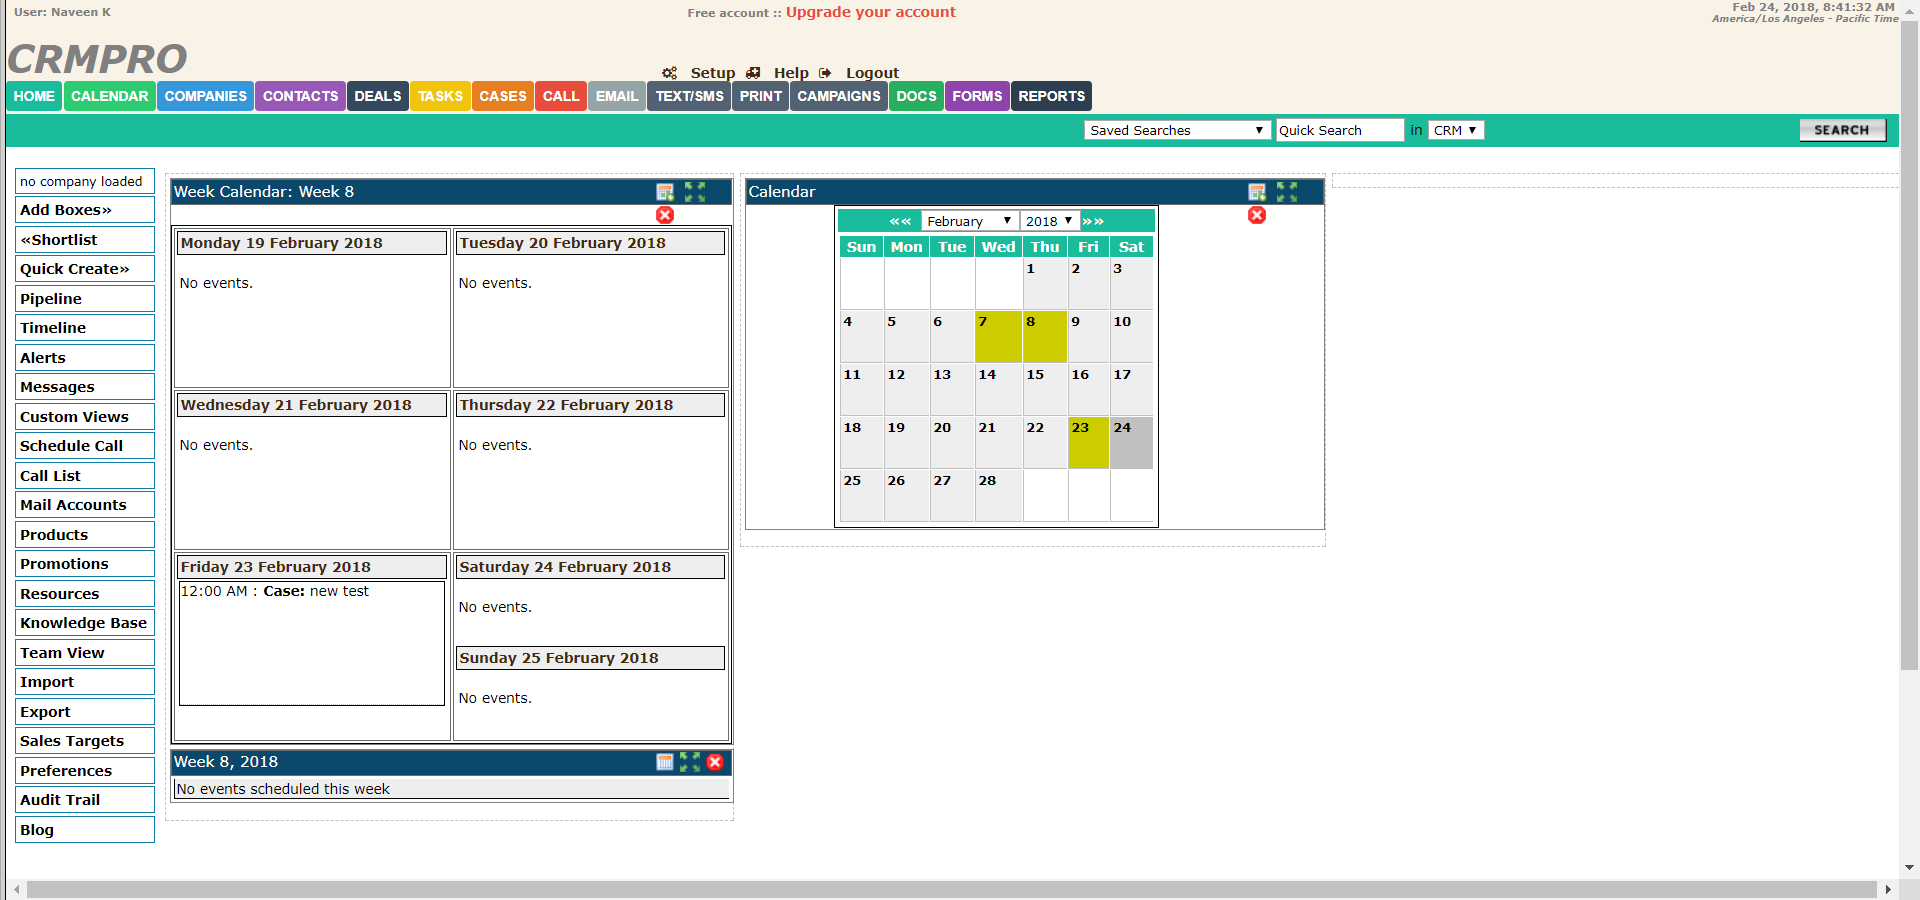 User: Naveen K
Free account :: Upgrade your account
Feb 24, 2018, 8:41:32 AM
America/Los Angeles - Pacific Time
CRMPRO
Setup Help Logout
HOME CALENDAR COMPANIES CONTACTS DEALS TASKS CASES CALL EMAIL TEXT/SMS PRINT CAMPAIGNS DOCS FORMS REPORTS
Saved Searches Quick Search in CRM SEARCH
no company loaded
Add Boxes»
«Shortlist
Quick Create»
Pipeline
Timeline
Alerts
Messages
Custom Views
Schedule Call
Call List
Mail Accounts
Products
Promotions
Resources
Knowledge Base
Team View
Import
Export
Sales Targets
Preferences
Audit Trail
Blog
Week Calendar: Week 8
Monday 19 February 2018
No events.
Tuesday 20 February 2018
No events.
Wednesday 21 February 2018
No events.
Thursday 22 February 2018
No events.
Friday 23 February 2018
12:00 AM : Case: new test
Saturday 24 February 2018
No events.
Sunday 25 February 2018
No events.
Week 8, 2018
No events scheduled this week
Calendar
«« February 2018 »»
Sun Mon Tue Wed Thu Fri Sat
1 2 3
4 5 6 7 8 9 10
11 12 13 14 15 16 17
18 19 20 21 22 23 24
25 26 27 28